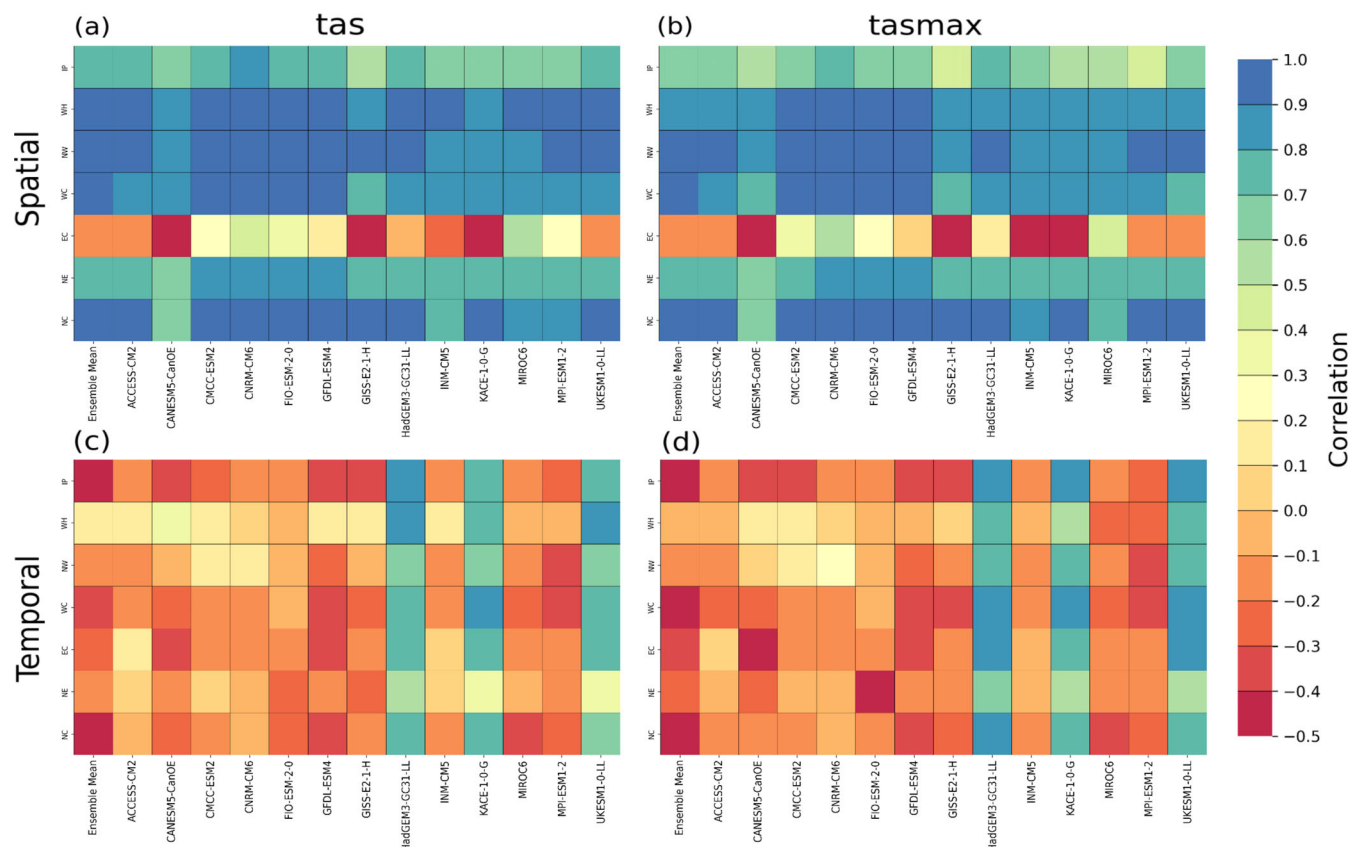 (a) tas (b) tasmax
Spatial
IP
WH
NW
WC
EC
NE
NC
IP
WH
NW
WC
EC
NE
NC
Ensemble Mean
ACCESS-CM2
CANESM5-CanOE
CMCC-ESM2
CNRM-CM6
FIO-ESM-2-0
GFDL-ESM4
GISS-E2-1-H
HadGEM3-GC31-LL
INM-CM5
KACE-1-0-G
MIROC6
MPI-ESM1-2
UKESM1-0-LL
Ensemble Mean
ACCESS-CM2
CANESM5-CanOE
CMCC-ESM2
CNRM-CM6
FIO-ESM-2-0
GFDL-ESM4
GISS-E2-1-H
HadGEM3-GC31-LL
INM-CM5
KACE-1-0-G
MIROC6
MPI-ESM1-2
UKESM1-0-LL
(c) (d)
Temporal
IP
WH
NW
WC
EC
NE
NC
IP
WH
NW
WC
EC
NE
NC
Ensemble Mean
ACCESS-CM2
CANESM5-CanOE
CMCC-ESM2
CNRM-CM6
FIO-ESM-2-0
GFDL-ESM4
GISS-E2-1-H
HadGEM3-GC31-LL
INM-CM5
KACE-1-0-G
MIROC6
MPI-ESM1-2
UKESM1-0-LL
Ensemble Mean
ACCESS-CM2
CANESM5-CanOE
CMCC-ESM2
CNRM-CM6
FIO-ESM-2-0
GFDL-ESM4
GISS-E2-1-H
HadGEM3-GC31-LL
INM-CM5
KACE-1-0-G
MIROC6
MPI-ESM1-2
UKESM1-0-LL
1.0
0.9
0.8
0.7
0.6
0.5
0.4
0.3
0.2
0.1
0.0
−0.1
−0.2
−0.3
−0.4
−0.5
Correlation